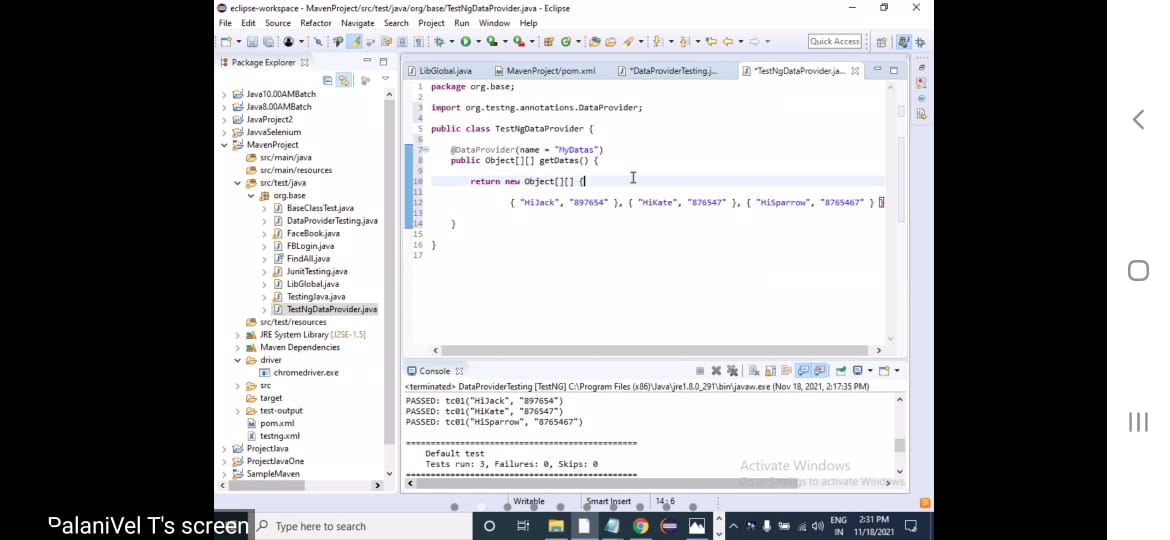 eclipse-workspace - MavenProject/src/test/java/org/base/TestNgDataProvider.java - Eclipse
File Edit Source Refactor Navigate Search Project Run Window Help
Quick Access
Package Explorer
LibGlobal.java MavenProject/pom.xml *DataProviderTesting.j... *TestNgDataProvider.ja...
Java10.00AMBatch
Java8.00AMBatch
JavaProject2
JavvaSelenium
MavenProject
src/main/java
src/main/resources
src/test/java
org.base
BaseClassTest.java
DataProviderTesting.java
FaceBook.java
FBLogin.java
FindAll.java
JunitTesting.java
LibGlobal.java
TestingJava.java
TestNgDataProvider.java
src/test/resources
JRE System Library [J2SE-1.5]
Maven Dependencies
driver
chromedriver.exe
src
target
test-output
pom.xml
testng.xml
ProjectJava
ProjectJavaOne
SampleMaven
1 package org.base;
2
3 import org.testng.annotations.DataProvider;
4
5 public class TestNgDataProvider {
6
7 @DataProvider(name = "MyDatas")
8 public Object[][] getDatas() {
9
10 return new Object[][] {
11
12 { "HiJack", "897654" }, { "HiKate", "876547" }, { "HiSparrow", "8765467" } }
13
14 }
15
16 }
17
Console
<terminated> DataProviderTesting [TestNG] C:\Program Files (x86)\Java\jre1.8.0_291\bin\javaw.exe (Nov 18, 2021, 2:17:35 PM)
PASSED: tc01("HiJack", "897654")
PASSED: tc01("HiKate", "876547")
PASSED: tc01("HiSparrow", "8765467")
===============================================
Default test
Tests run: 3, Failures: 0, Skips: 0
===============================================
Activate Windows
Go to Settings to activate Windows.
Writable Smart Insert 14 : 6
PalaniVel T's screen
Type here to search
ENG
IN
2:31 PM
11/18/2021